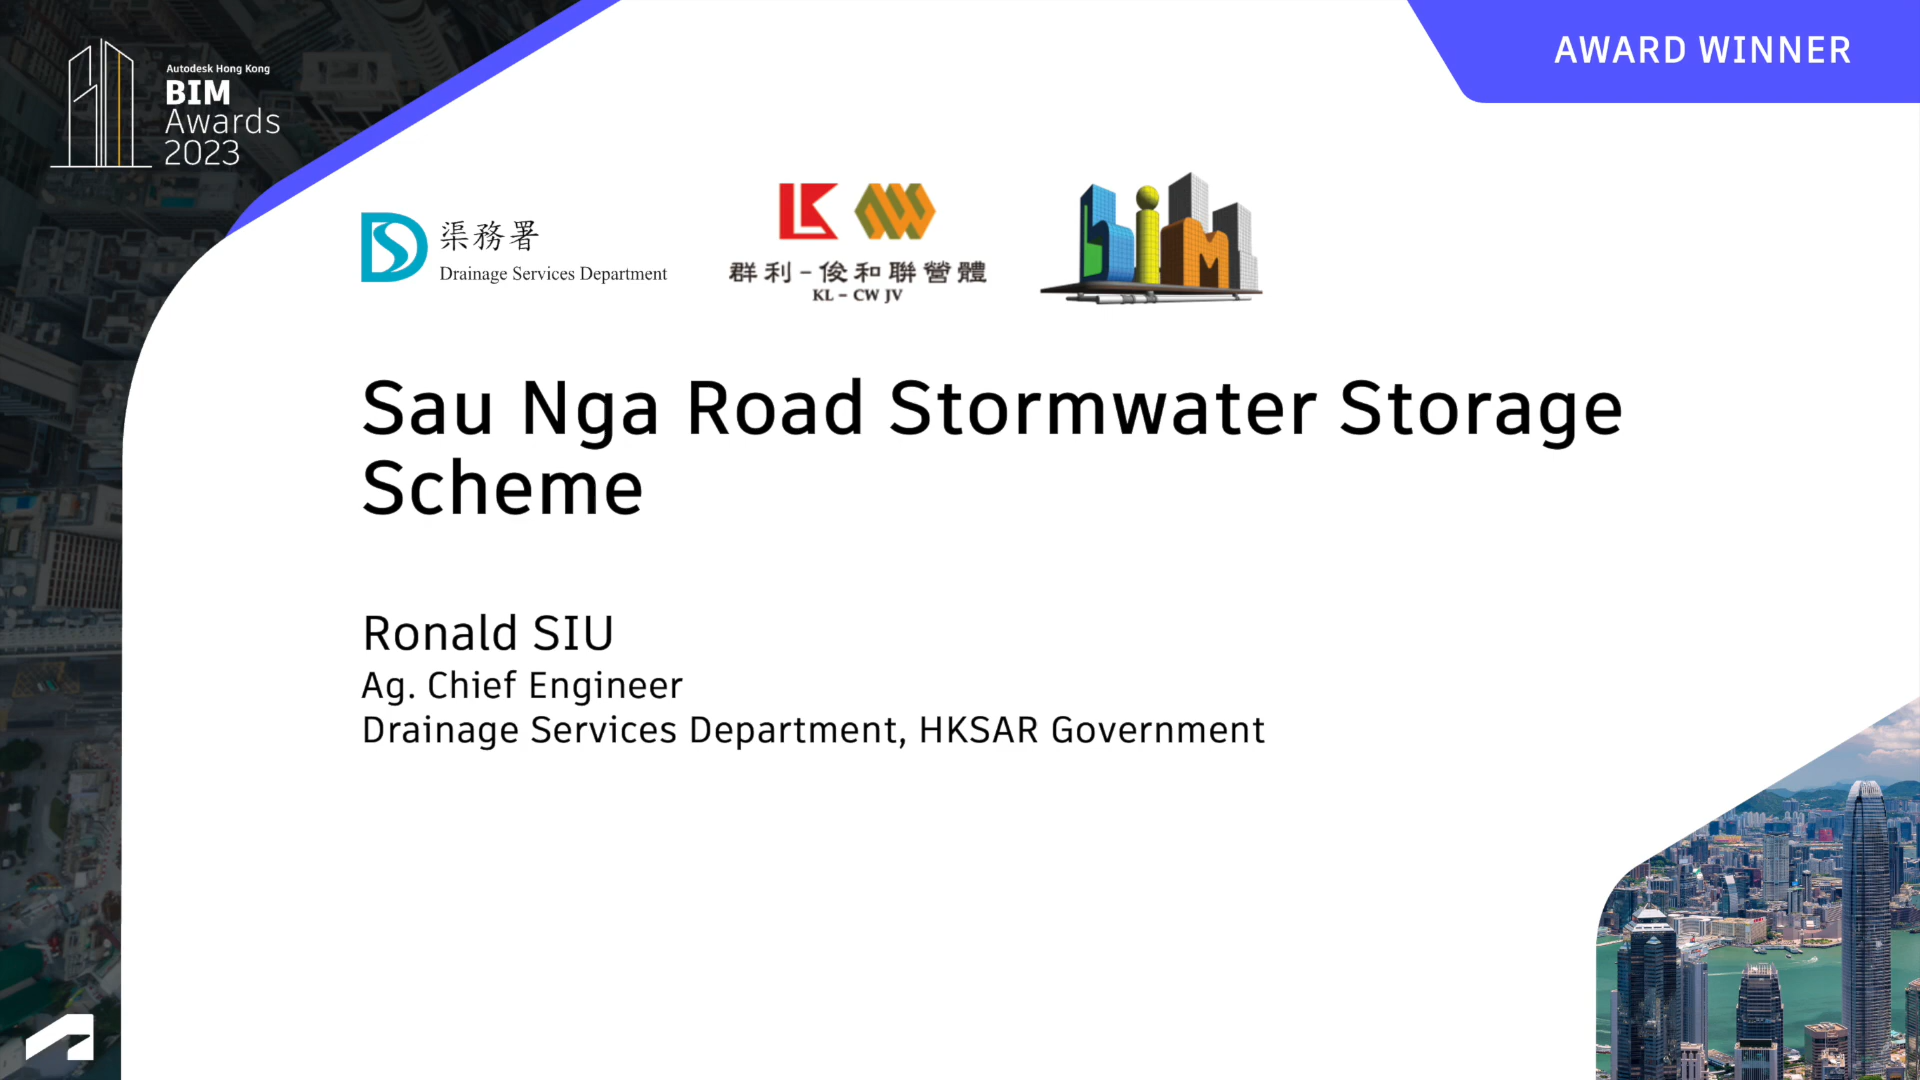 Autodesk Hong Kong
BIM
Awards
2023
AWARD WINNER
渠務署
Drainage Services Department
群利-俊和聯營體
KL - CW JV
bim
Sau Nga Road Stormwater Storage
Scheme
Ronald SIU
Ag. Chief Engineer
Drainage Services Department, HKSAR Government